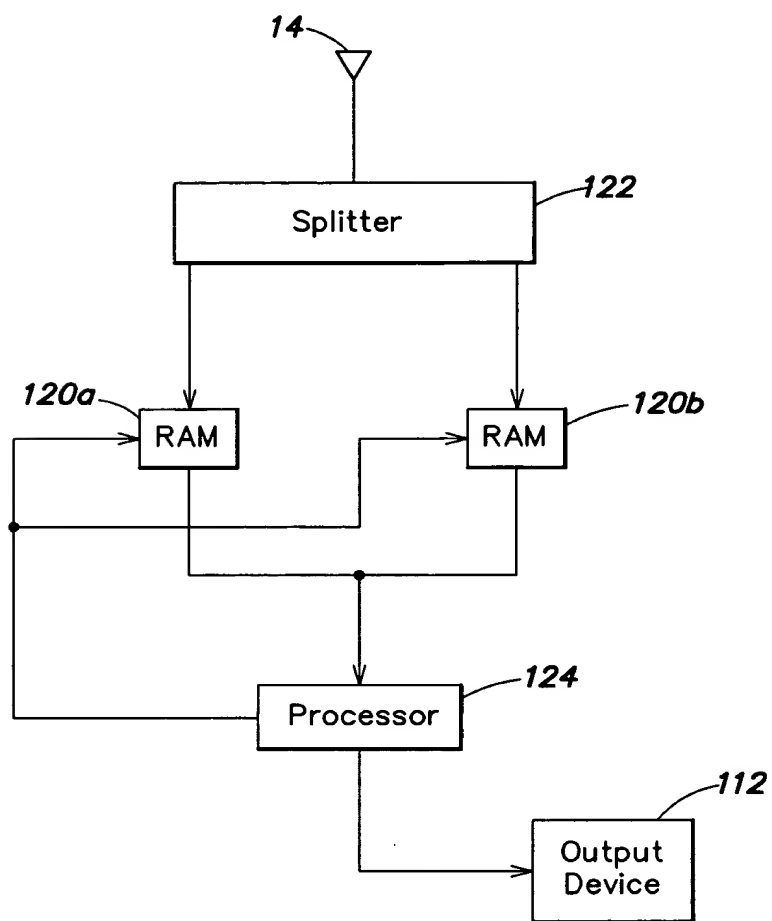 14
122
Splitter
120a
120b
RAM
RAM
124
Processor
112
Output
Device